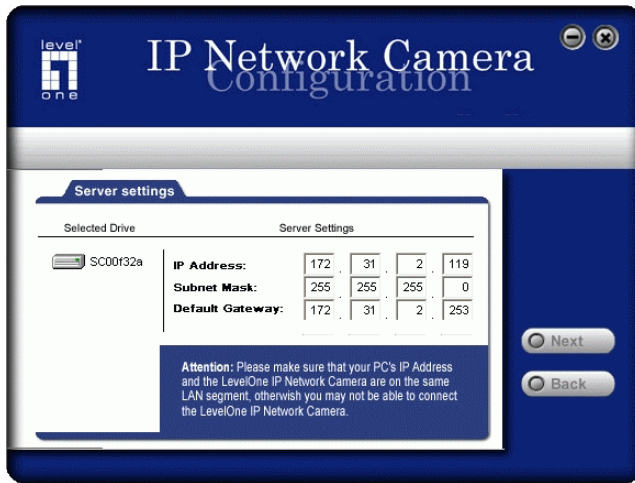 level
one
IP Network Camera
Configuration
Server settings
Selected Drive Server Settings
SC00f32a
IP Address: 172 . 31 . 2 . 119
Subnet Mask: 255 . 255 . 255 . 0
Default Gateway: 172 . 31 . 2 . 253
Attention: Please make sure that your PC's IP Address
and the LevelOne IP Network Camera are on the same
LAN segment, otherwish you may not be able to connect
the LevelOne IP Network Camera.
Next
Back